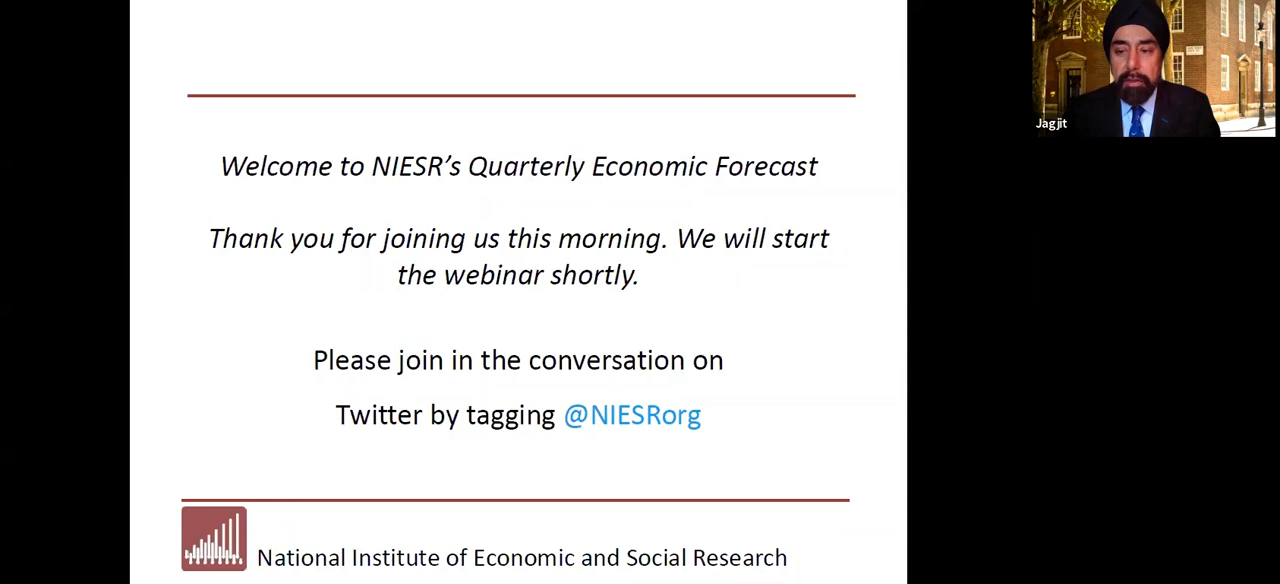 Welcome to NIESR’s Quarterly Economic Forecast
Thank you for joining us this morning. We will start
the webinar shortly.
Please join in the conversation on
Twitter by tagging @NIESRorg
National Institute of Economic and Social Research
Jagjit